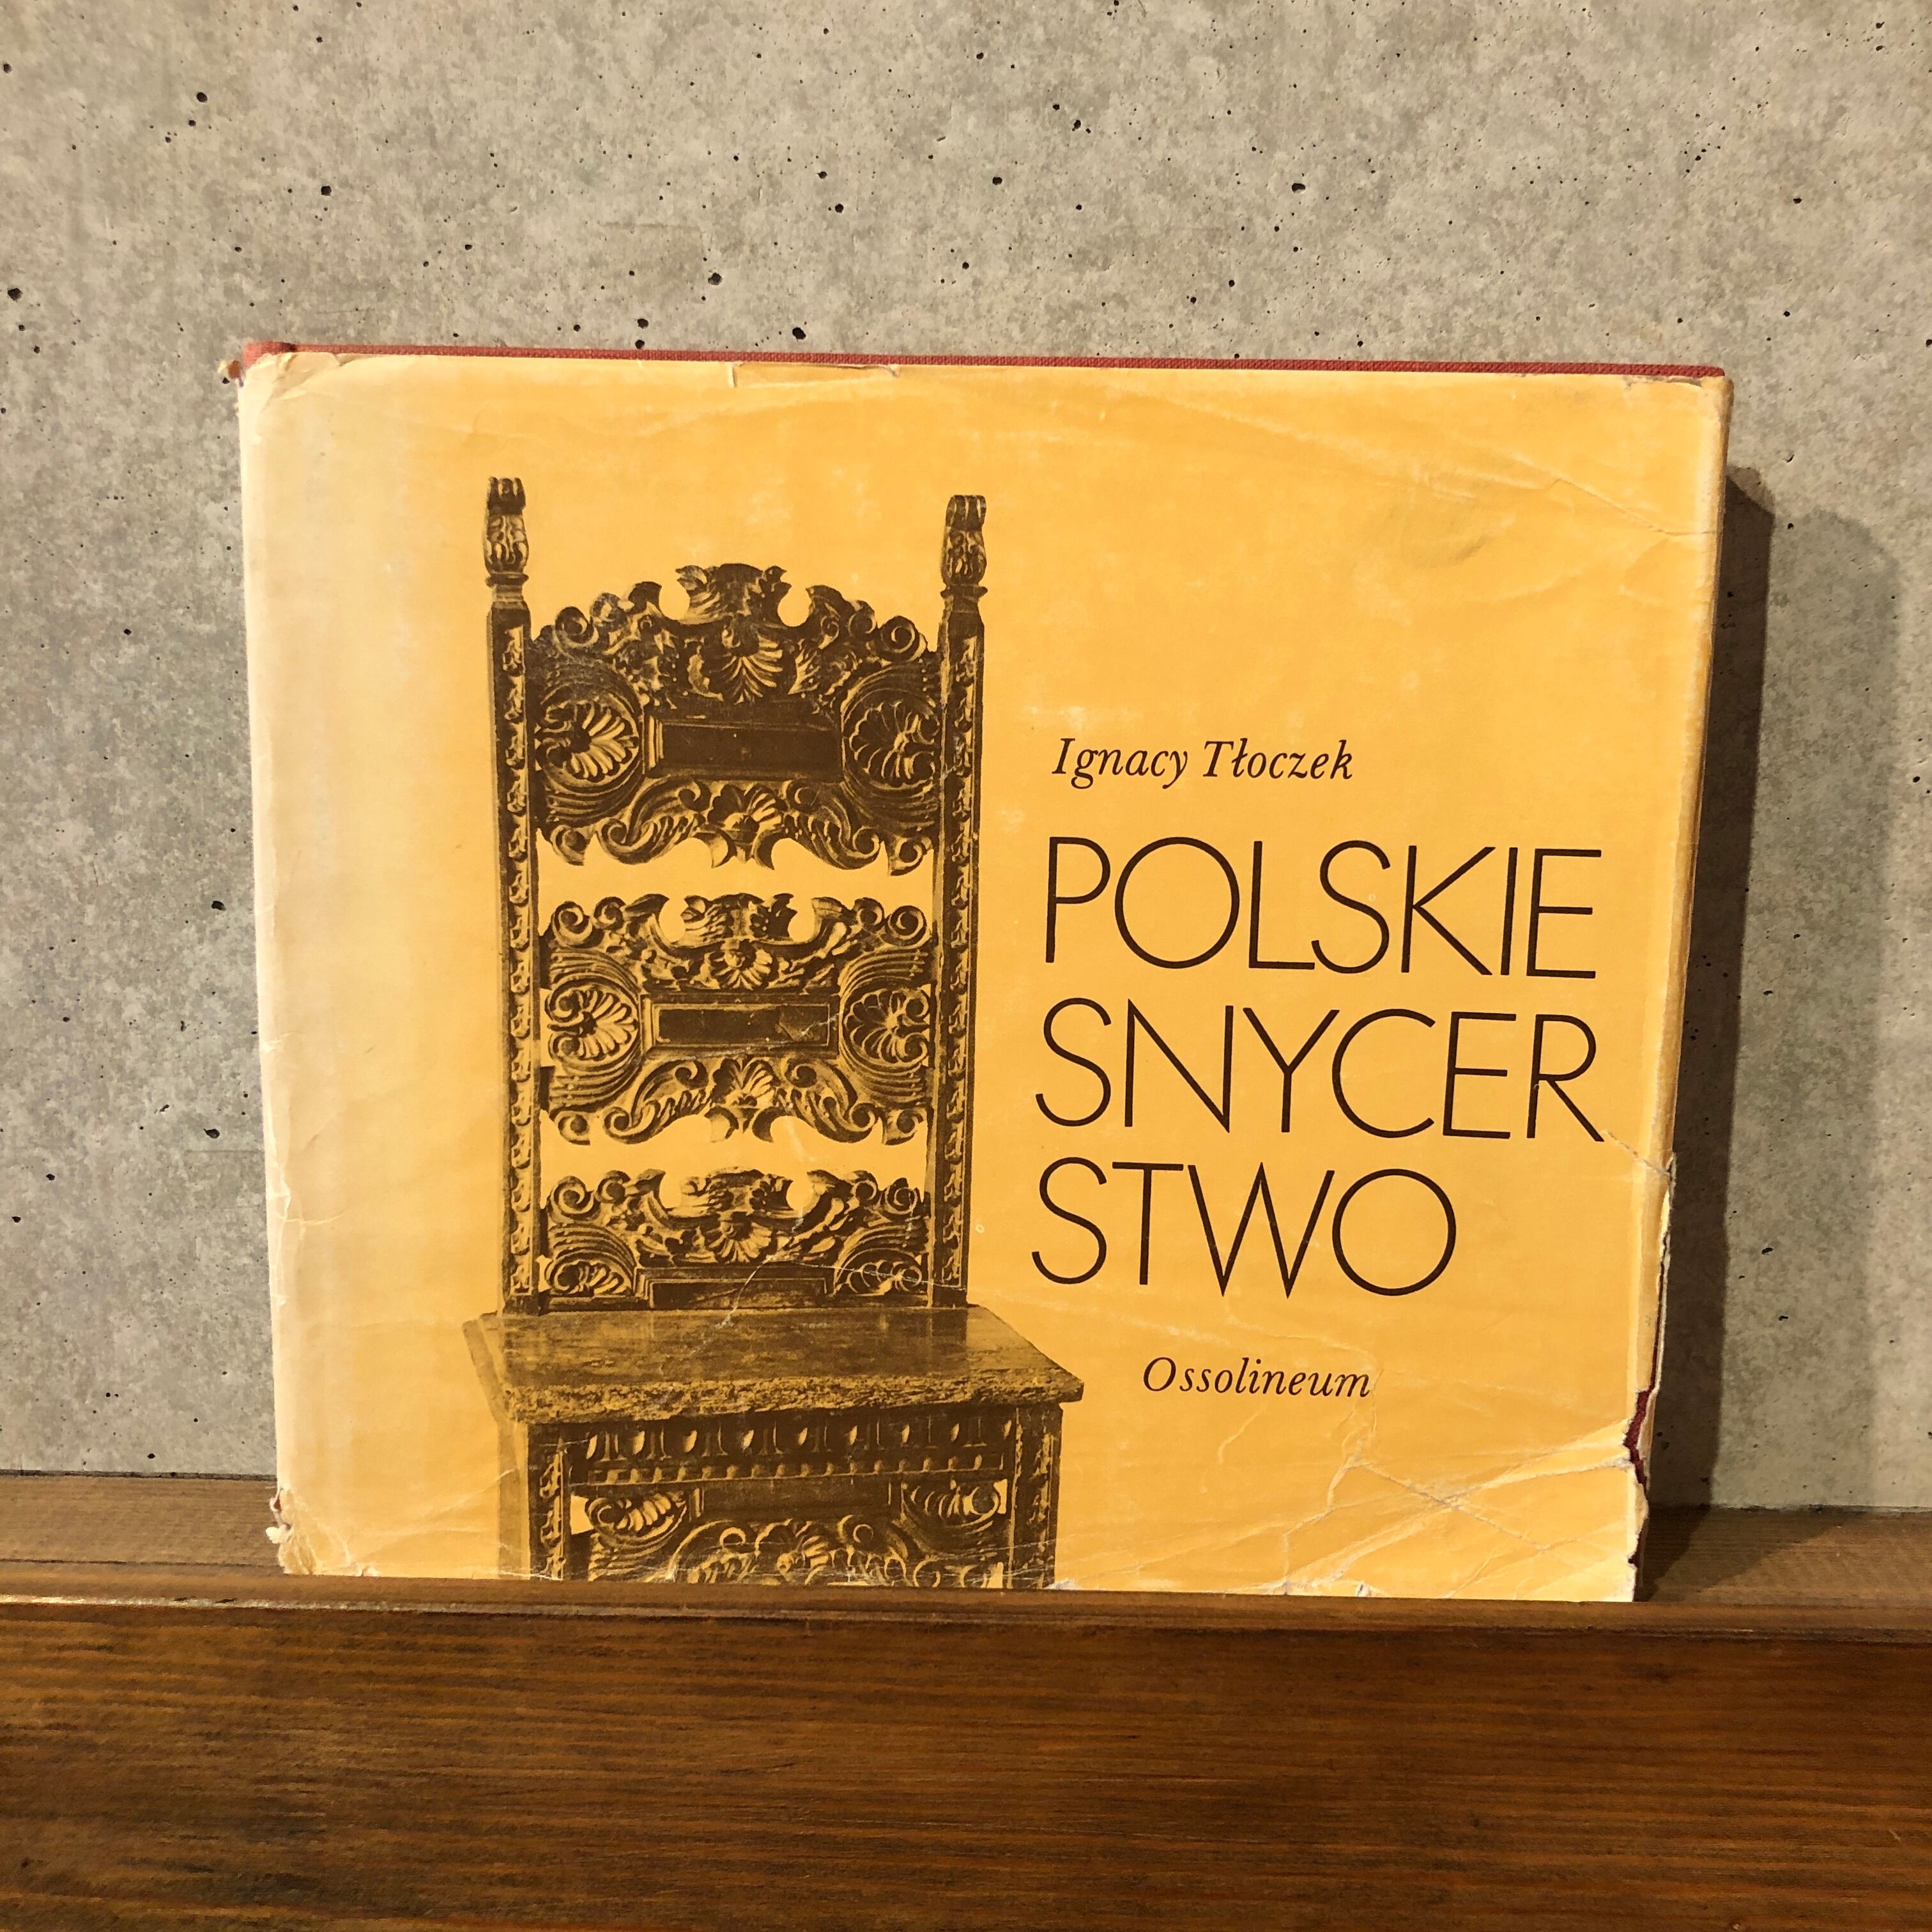 Ignacy Tłoczek
POLSKIE
SNYCER
STWO
Ossolineum